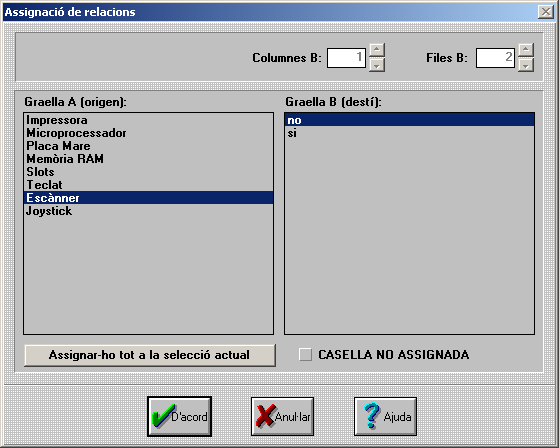 Assignació de relacions
Columnes B: 1 Files B: 2
Graella A (origen):
Impressora
Microprocessador
Placa Mare
Memòria RAM
Slots
Teclat
Escànner
Joystick
Graella B (destí):
no
si
Assignar-ho tot a la selecció actual
CASELLA NO ASSIGNADA
D'acord
Anul·lar
Ajuda